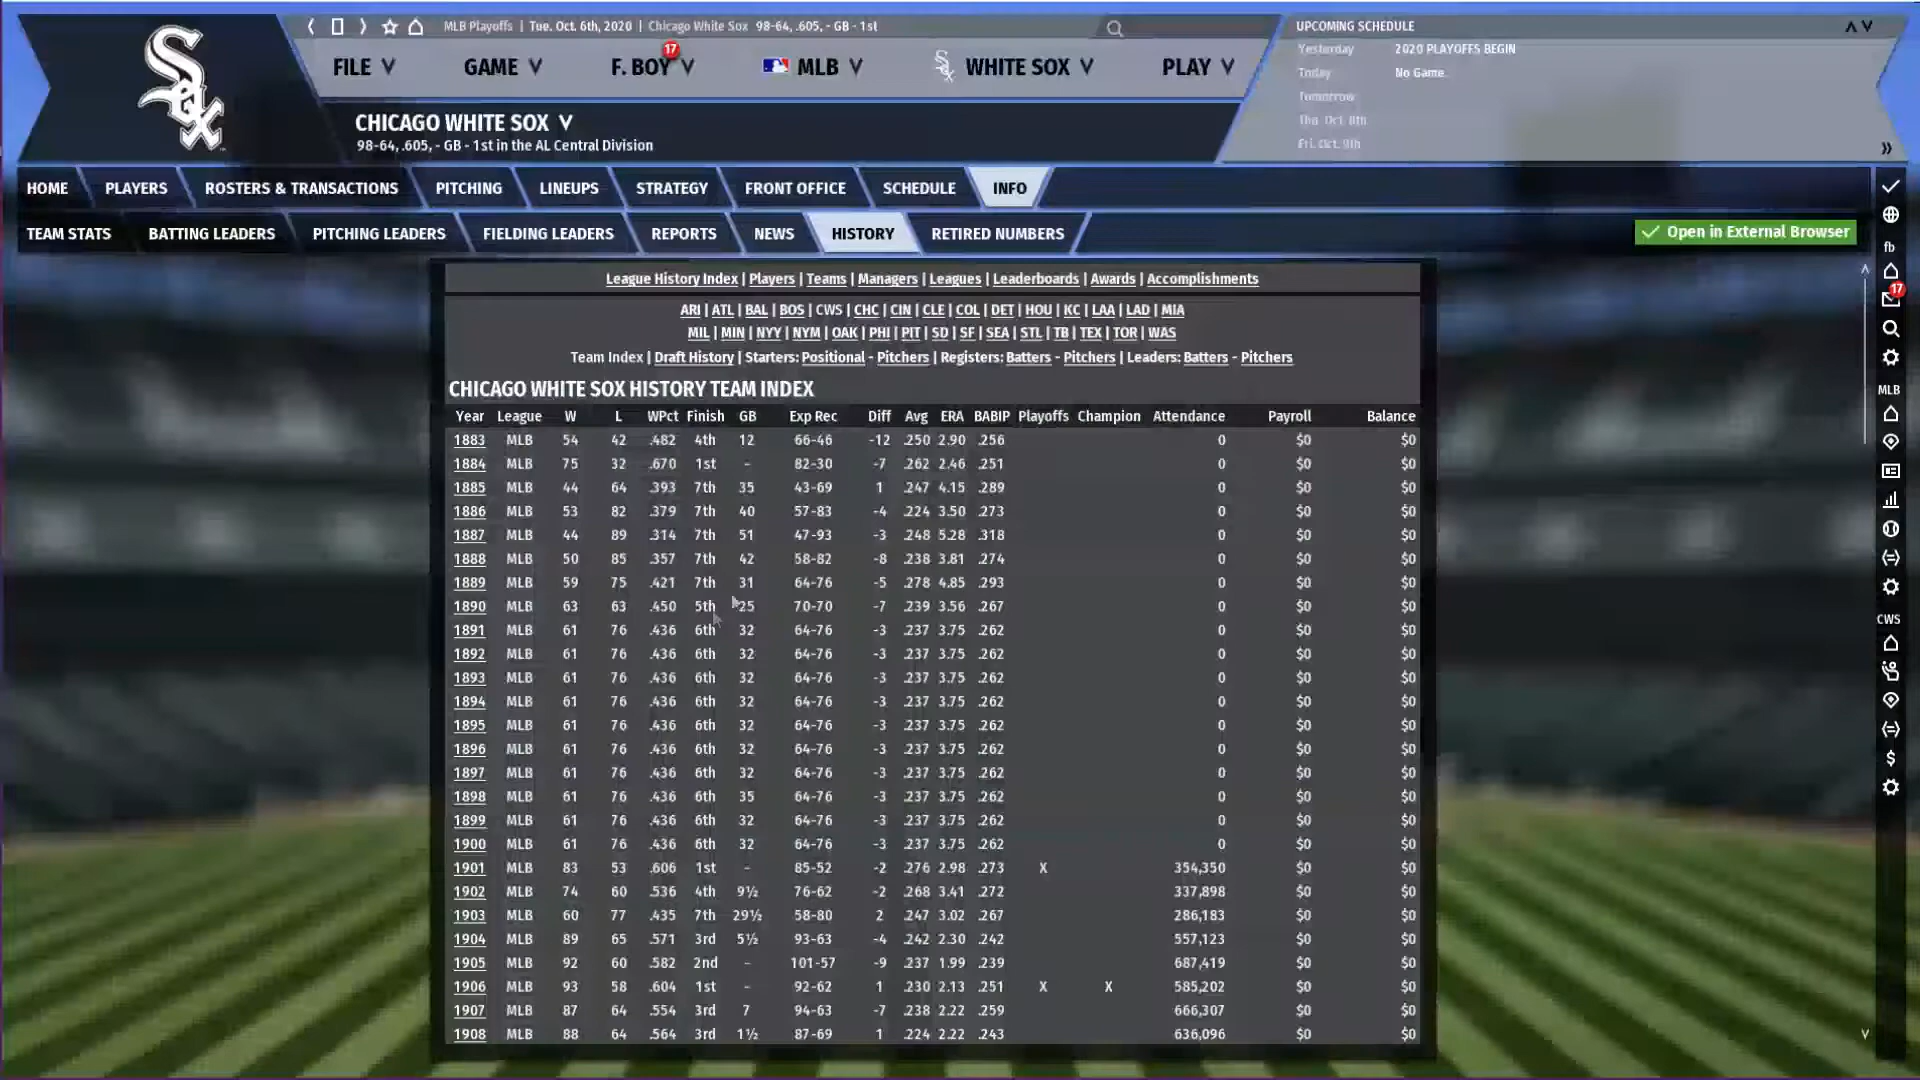 MLB Playoffs | Tue. Oct. 6th, 2020 | Chicago White Sox 98-64, .605, - GB - 1st
FILE GAME F. BOY 17 MLB WHITE SOX PLAY
UPCOMING SCHEDULE
Yesterday 2020 PLAYOFFS BEGIN
Today No Game.
Tomorrow
Thu. Oct. 8th
Fri. Oct. 9th
CHICAGO WHITE SOX
98-64, .605, - GB - 1st in the AL Central Division
HOME PLAYERS ROSTERS & TRANSACTIONS PITCHING LINEUPS STRATEGY FRONT OFFICE SCHEDULE INFO
TEAM STATS BATTING LEADERS PITCHING LEADERS FIELDING LEADERS REPORTS NEWS HISTORY RETIRED NUMBERS
Open in External Browser
League History Index | Players | Teams | Managers | Leagues | Leaderboards | Awards | Accomplishments
ARI | ATL | BAL | BOS | CWS | CHC | CIN | CLE | COL | DET | HOU | KC | LAA | LAD | MIA
MIL | MIN | NYY | NYM | OAK | PHI | PIT | SD | SF | SEA | STL | TB | TEX | TOR | WAS
Team Index | Draft History | Starters: Positional - Pitchers | Registers: Batters - Pitchers | Leaders: Batters - Pitchers
CHICAGO WHITE SOX HISTORY TEAM INDEX
Year League W L WPct Finish GB Exp Rec Diff Avg ERA BABIP Playoffs Champion Attendance Payroll Balance
1883 MLB 54 42 .482 4th 12 66-46 -12 .250 2.90 .256 0 $0 $0
1884 MLB 75 32 .670 1st - 82-30 -7 .262 2.46 .251 0 $0 $0
1885 MLB 44 64 .393 7th 35 43-69 1 .247 4.15 .289 0 $0 $0
1886 MLB 53 82 .379 7th 40 57-83 -4 .224 3.50 .273 0 $0 $0
1887 MLB 44 89 .314 7th 51 47-93 -3 .248 5.28 .318 0 $0 $0
1888 MLB 50 85 .357 7th 42 58-82 -8 .238 3.81 .274 0 $0 $0
1889 MLB 59 75 .421 7th 31 64-76 -5 .278 4.85 .293 0 $0 $0
1890 MLB 63 63 .450 5th 25 70-70 -7 .239 3.56 .267 0 $0 $0
1891 MLB 61 76 .436 6th 32 64-76 -3 .237 3.75 .262 0 $0 $0
1892 MLB 61 76 .436 6th 32 64-76 -3 .237 3.75 .262 0 $0 $0
1893 MLB 61 76 .436 6th 32 64-76 -3 .237 3.75 .262 0 $0 $0
1894 MLB 61 76 .436 6th 32 64-76 -3 .237 3.75 .262 0 $0 $0
1895 MLB 61 76 .436 6th 32 64-76 -3 .237 3.75 .262 0 $0 $0
1896 MLB 61 76 .436 6th 32 64-76 -3 .237 3.75 .262 0 $0 $0
1897 MLB 61 76 .436 6th 32 64-76 -3 .237 3.75 .262 0 $0 $0
1898 MLB 61 76 .436 6th 35 64-76 -3 .237 3.75 .262 0 $0 $0
1899 MLB 61 76 .436 6th 32 64-76 -3 .237 3.75 .262 0 $0 $0
1900 MLB 61 76 .436 6th 32 64-76 -3 .237 3.75 .262 0 $0 $0
1901 MLB 83 53 .606 1st - 85-52 -2 .276 2.98 .273 X 354,350 $0 $0
1902 MLB 74 60 .536 4th 9½ 76-62 -2 .268 3.41 .272 337,898 $0 $0
1903 MLB 60 77 .435 7th 29½ 58-80 2 .247 3.02 .267 286,183 $0 $0
1904 MLB 89 65 .571 3rd 5½ 93-63 -4 .242 2.30 .242 557,123 $0 $0
1905 MLB 92 60 .582 2nd - 101-57 -9 .237 1.99 .239 687,419 $0 $0
1906 MLB 93 58 .604 1st - 92-62 1 .230 2.13 .251 X X 585,202 $0 $0
1907 MLB 87 64 .554 3rd 7 94-63 -7 .238 2.22 .259 666,307 $0 $0
1908 MLB 88 64 .564 3rd 1½ 87-69 1 .224 2.22 .243 636,096 $0 $0
fb
17
MLB
CWS
$
Sox